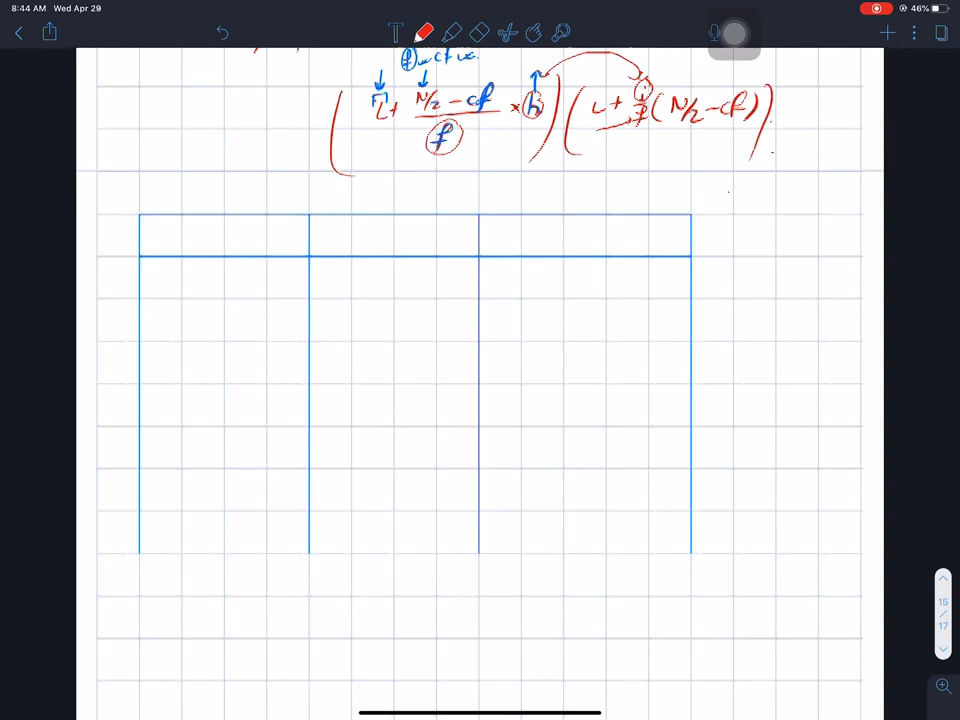 8:44 AM Wed Apr 29
46%
L + (N/2 - cf)/f × h
L + i/f (N/2 - cf)
15
/
17